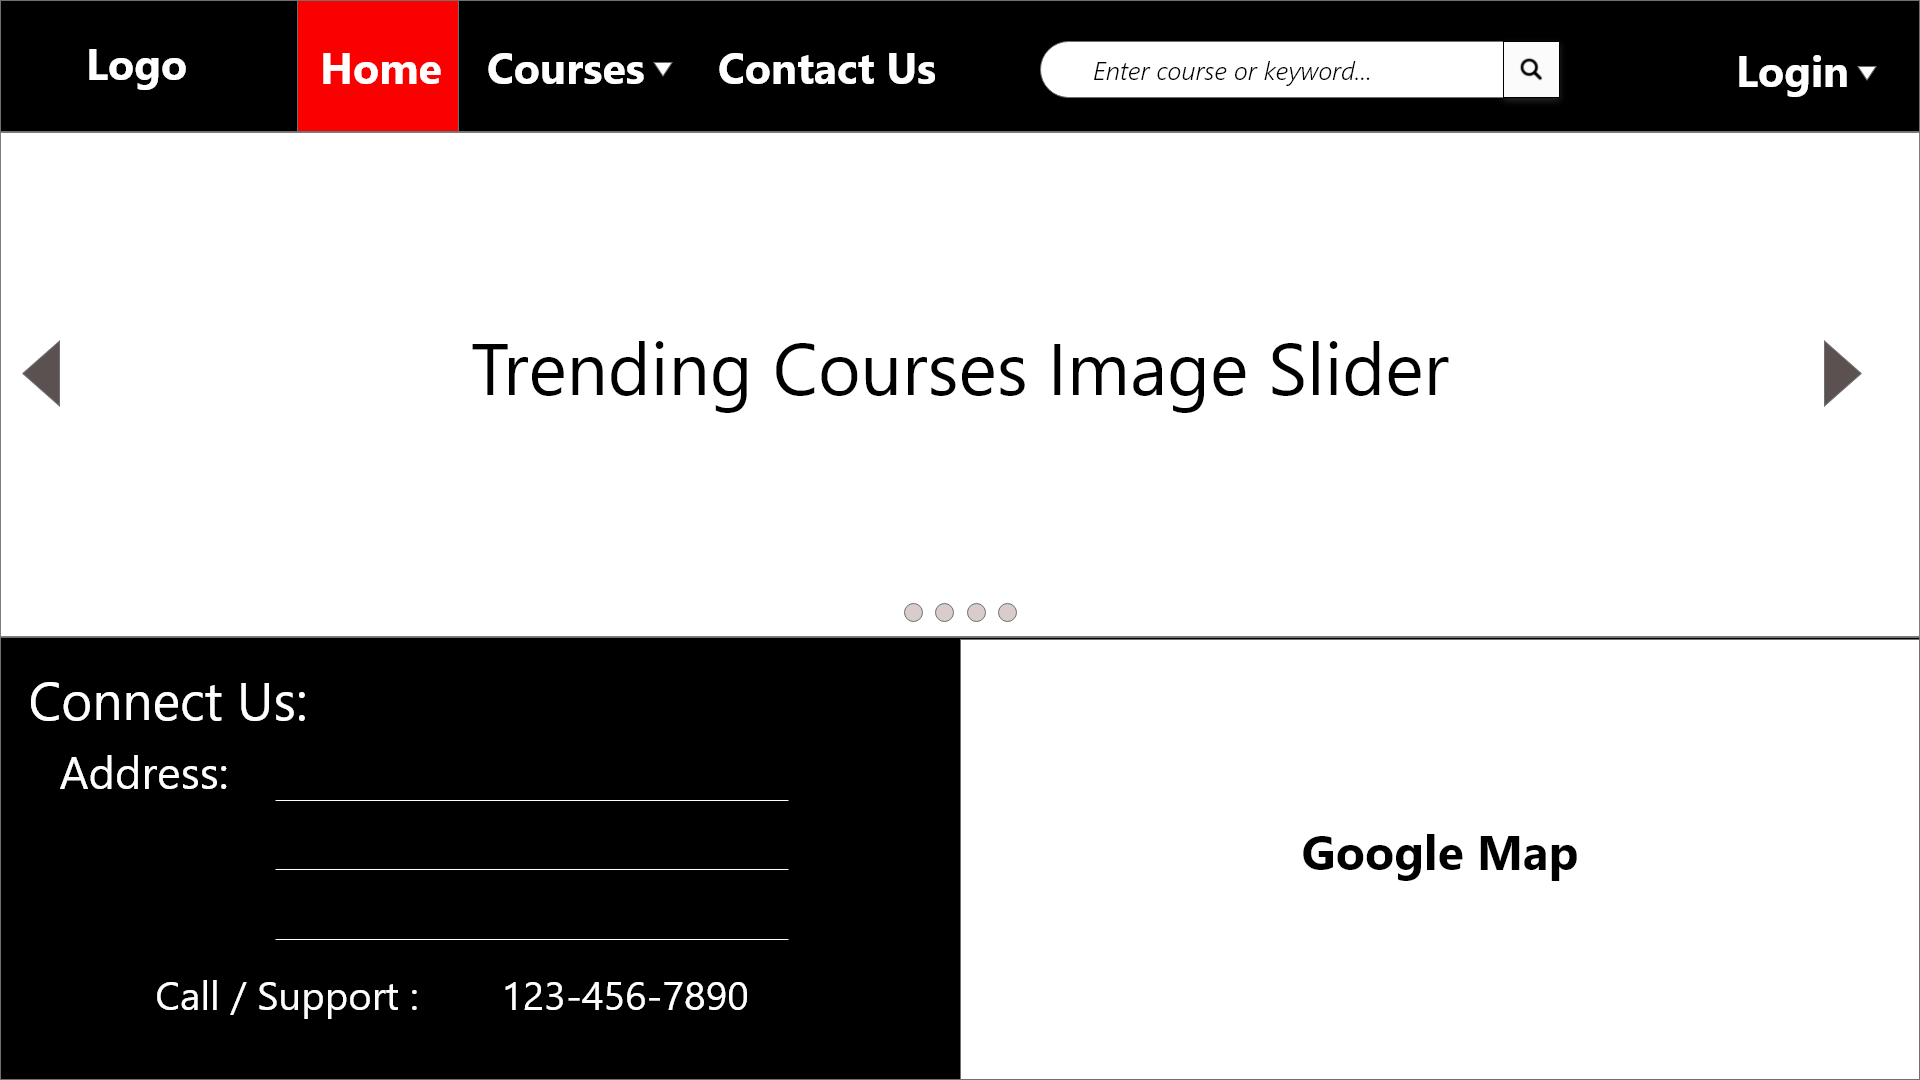 Logo
Home
Courses
Contact Us
Enter course or keyword...
Login
Trending Courses Image Slider
Connect Us:
Address:
Call / Support : 123-456-7890
Google Map